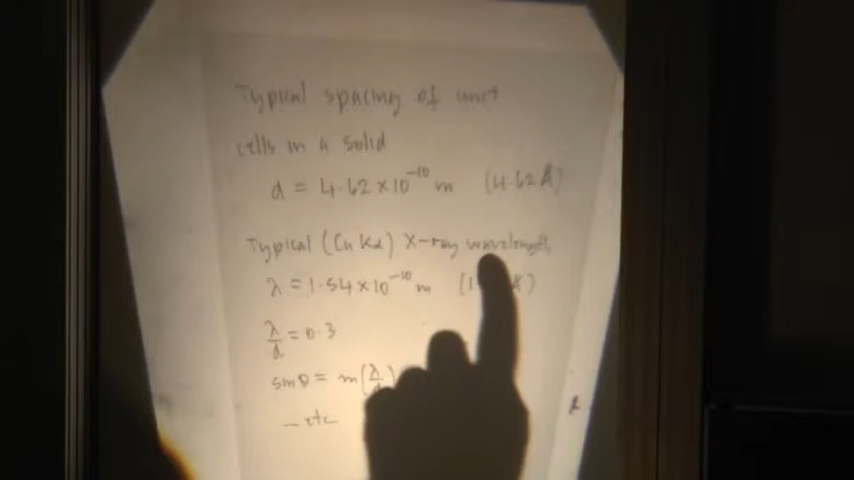 Typical spacing of unit
cells in a solid
d = 4.62 × 10⁻¹⁰ m (4.62 Å)
Typical (Cu Kα) X-ray wavelength
λ = 1.54 × 10⁻¹⁰ m (1
λ/d = 0.3
sin θ = m(λ/d)
— etc